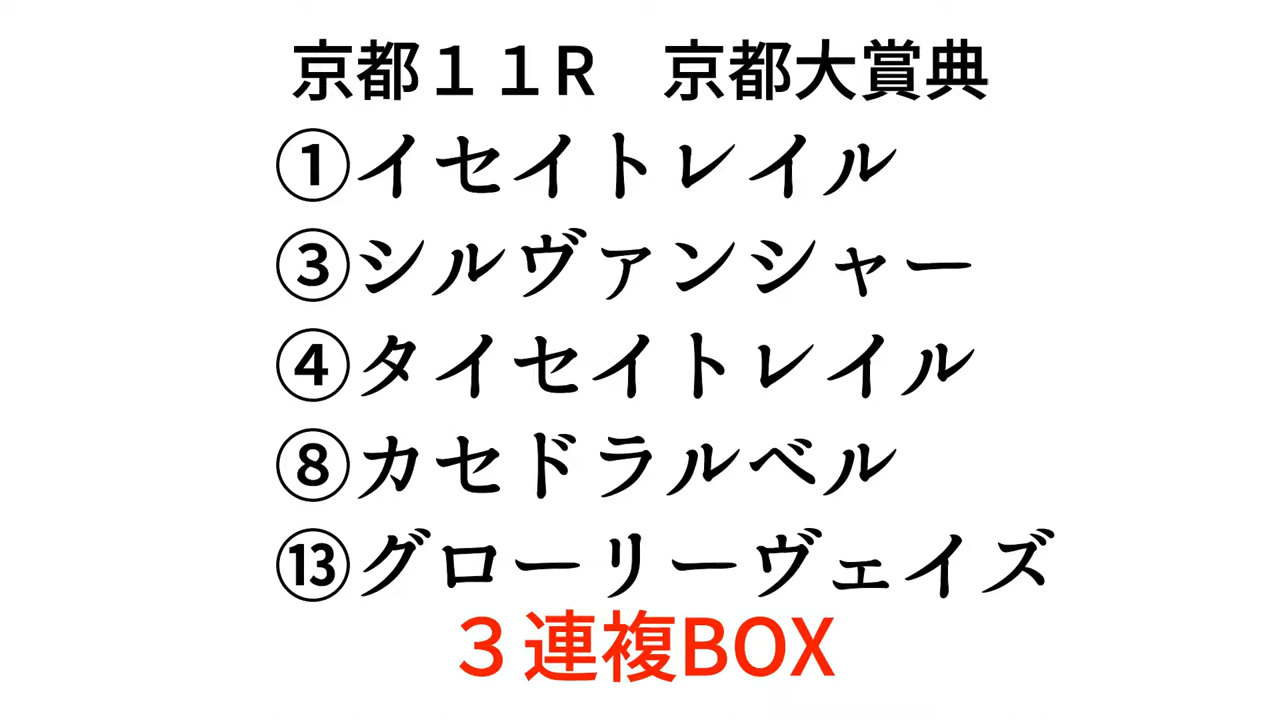 京都１１R　京都大賞典
①イセイトレイル
③シルヴァンシャー
④タイセイトレイル
⑧カセドラルベル
⑬グローリーヴェイズ
３連複BOX